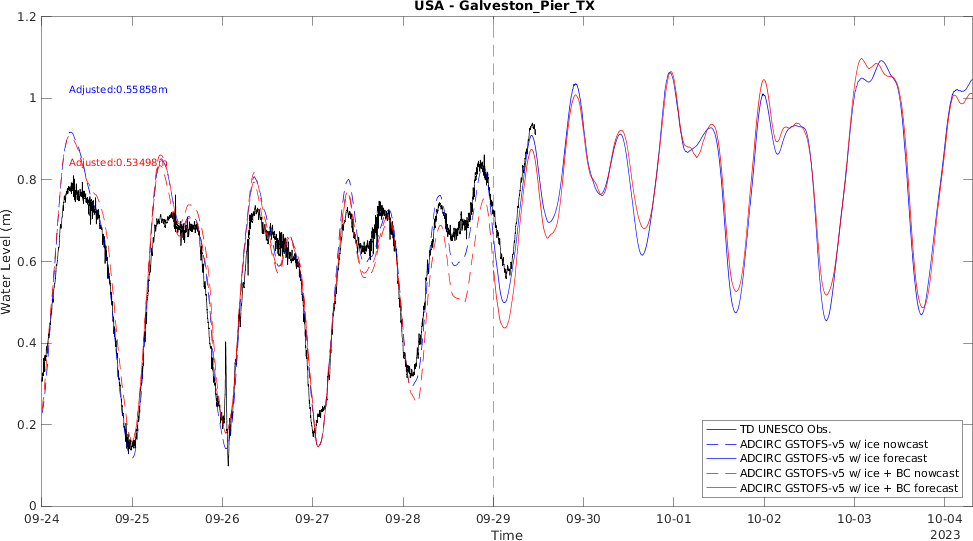 USA - Galveston_Pier_TX
1.2
1
0.8
0.6
0.4
0.2
0
Water Level (m)
Adjusted:0.55858m
Adjusted:0.53498m
TD UNESCO Obs.
ADCIRC GSTOFS-v5 w/ ice nowcast
ADCIRC GSTOFS-v5 w/ ice forecast
ADCIRC GSTOFS-v5 w/ ice + BC nowcast
ADCIRC GSTOFS-v5 w/ ice + BC forecast
09-24 09-25 09-26 09-27 09-28 09-29 09-30 10-01 10-02 10-03 10-04
Time
2023